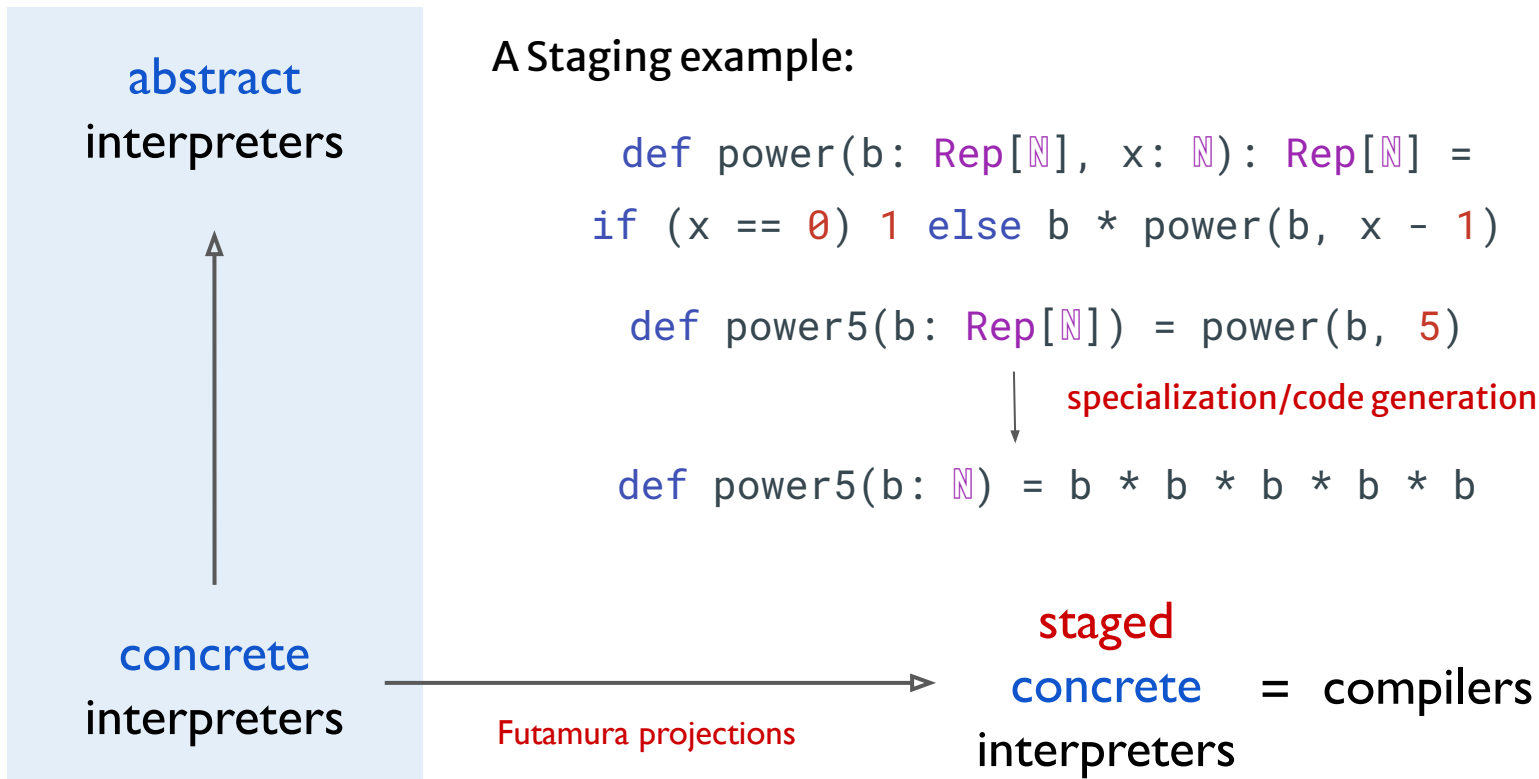 abstract
interpreters
A Staging example:
def power(b: Rep[ℕ], x: ℕ): Rep[ℕ] =
if (x == 0) 1 else b * power(b, x - 1)
def power5(b: Rep[ℕ]) = power(b, 5)
specialization/code generation
def power5(b: ℕ) = b * b * b * b * b
concrete
interpreters
Futamura projections
staged
concrete = compilers
interpreters